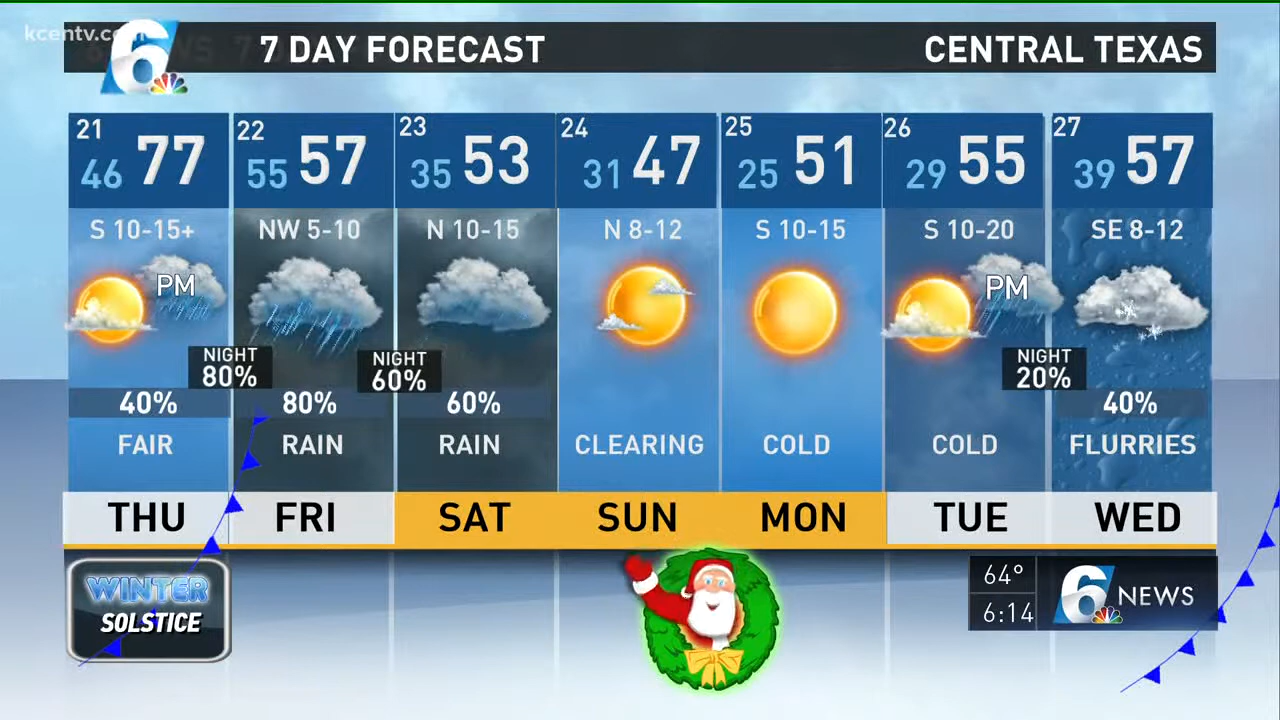 kcentv.com
6
7 DAY FORECAST
CENTRAL TEXAS
21
46 77
S 10-15+
PM
40%
FAIR
THU
NIGHT
80%
22
55 57
NW 5-10
80%
RAIN
FRI
NIGHT
60%
23
35 53
N 10-15
60%
RAIN
SAT
24
31 47
N 8-12
CLEARING
SUN
25
25 51
S 10-15
COLD
MON
26
29 55
S 10-20
PM
COLD
TUE
NIGHT
20%
27
39 57
SE 8-12
40%
FLURRIES
WED
WINTER
SOLSTICE
64°
6:14
6 NEWS